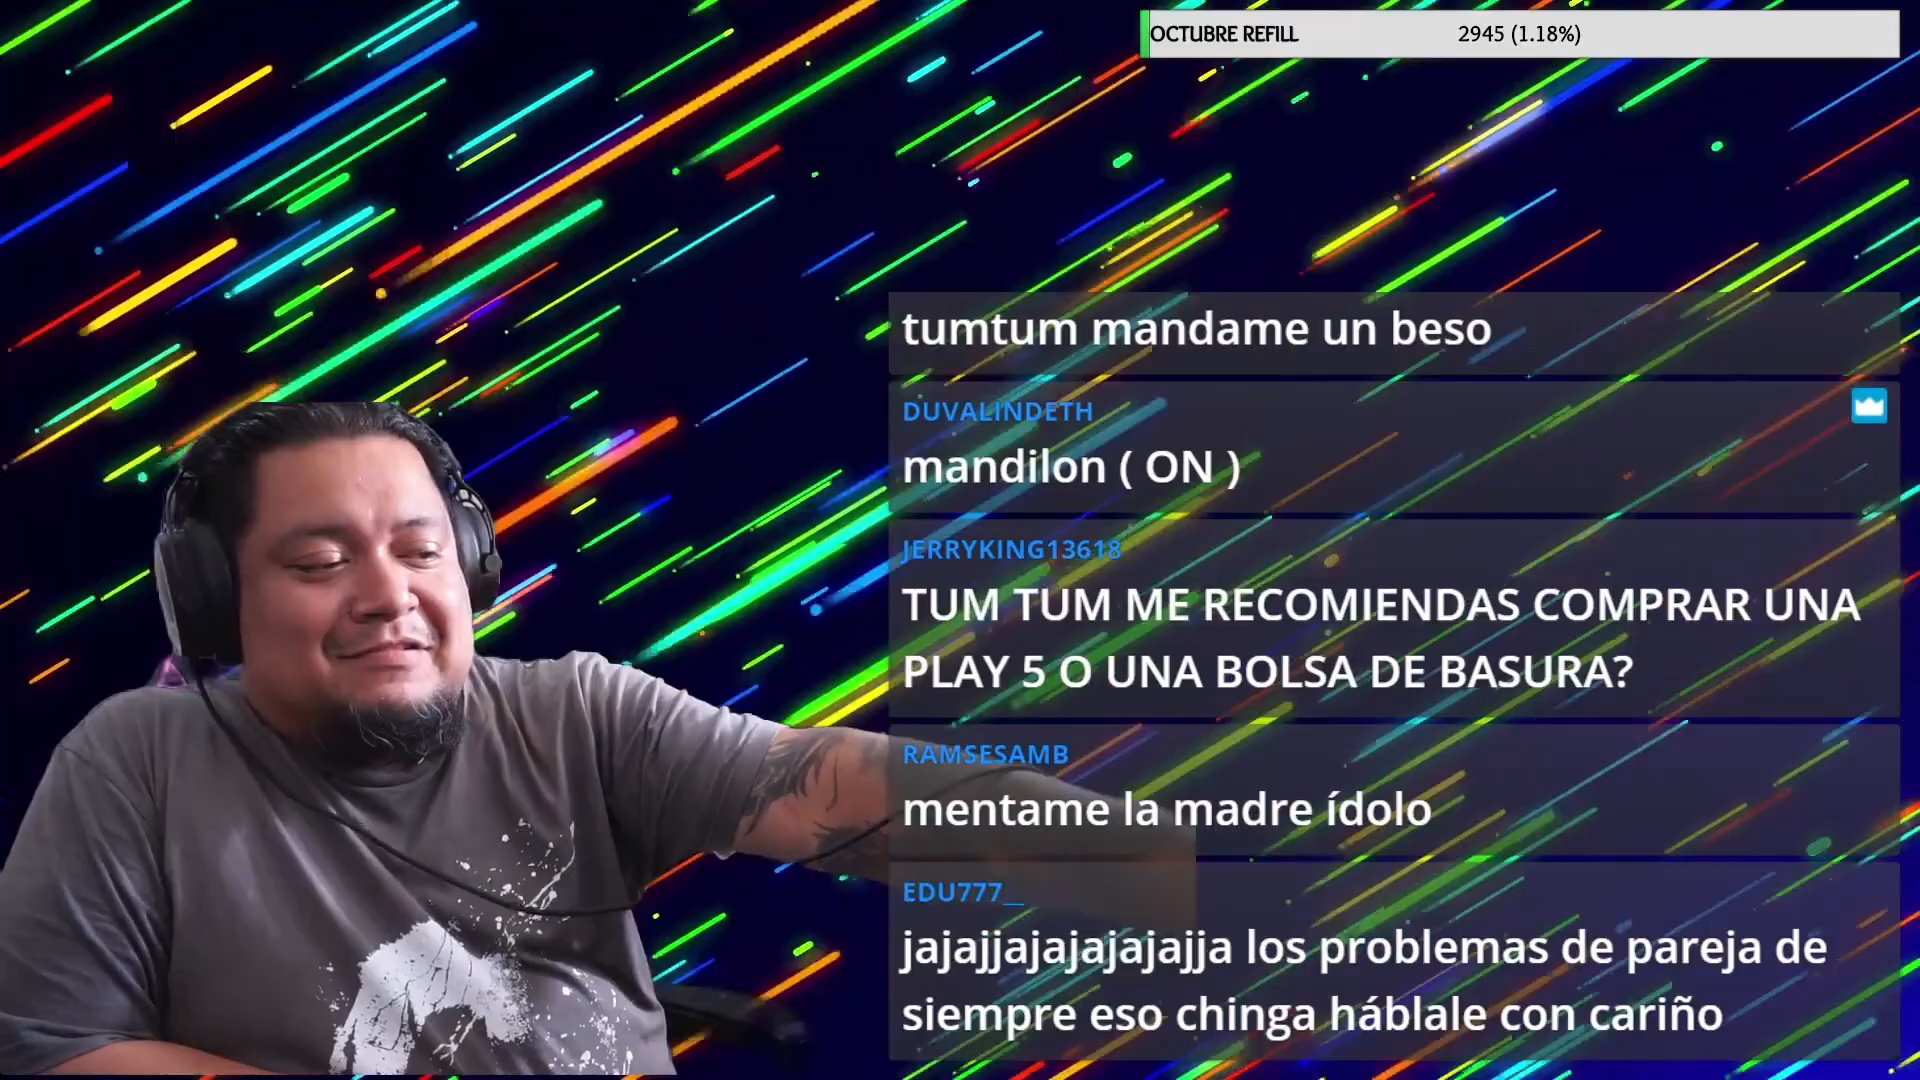 OCTUBRE REFILL 2945 (1.18%)
tumtum mandame un beso
DUVALINDETH
mandilon ( ON )
JERRYKING13618
TUM TUM ME RECOMIENDAS COMPRAR UNA
PLAY 5 O UNA BOLSA DE BASURA?
RAMSESAMB
mentame la madre ídolo
EDU777__
jajajjajajajajajja los problemas de pareja de
siempre eso chinga háblale con cariño